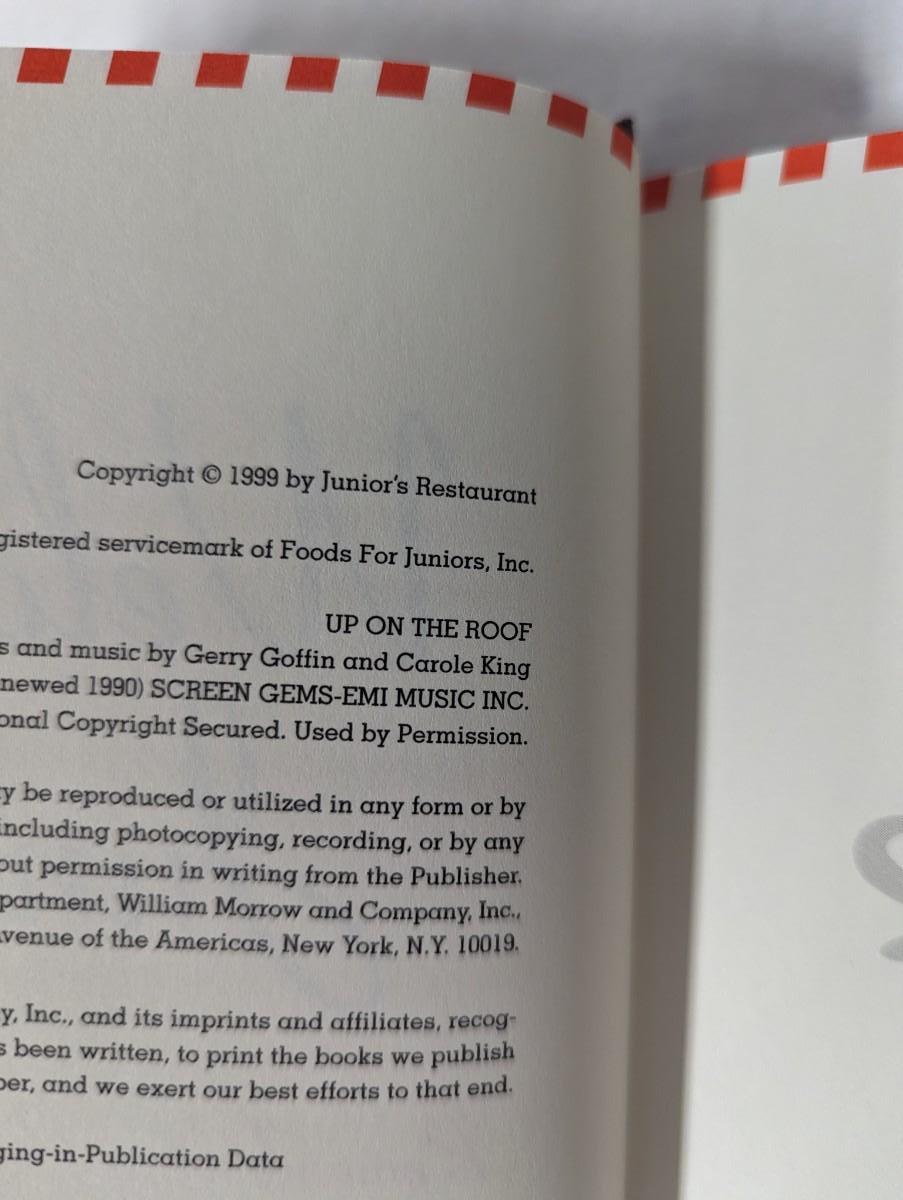 Copyright © 1999 by Junior's Restaurant
gistered servicemark of Foods For Juniors, Inc.
UP ON THE ROOF
s and music by Gerry Goffin and Carole King
newed 1990) SCREEN GEMS-EMI MUSIC INC.
onal Copyright Secured. Used by Permission.
y be reproduced or utilized in any form or by
including photocopying, recording, or by any
out permission in writing from the Publisher.
partment, William Morrow and Company, Inc.,
venue of the Americas, New York, N.Y. 10019.
y, Inc., and its imprints and affiliates, recog-
s been written, to print the books we publish
per, and we exert our best efforts to that end.
ging-in-Publication Data